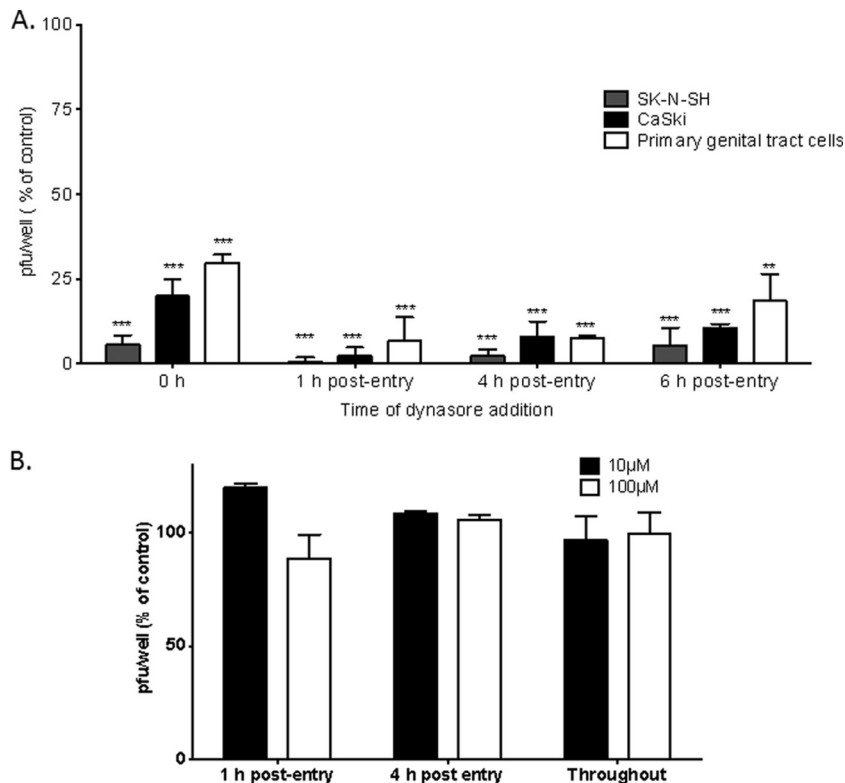 A.
100
75
50
25
0
pfu/well ( % of control)
SK-N-SH
CaSki
Primary genital tract cells
*** *** ***
*** *** ***
*** *** ***
*** *** **
0 h 1 h post-entry 4 h post-entry 6 h post-entry
Time of dynasore addition
B.
100
50
0
pfu/well (% of control)
10µM
100µM
1 h post-entry 4 h post entry Throughout